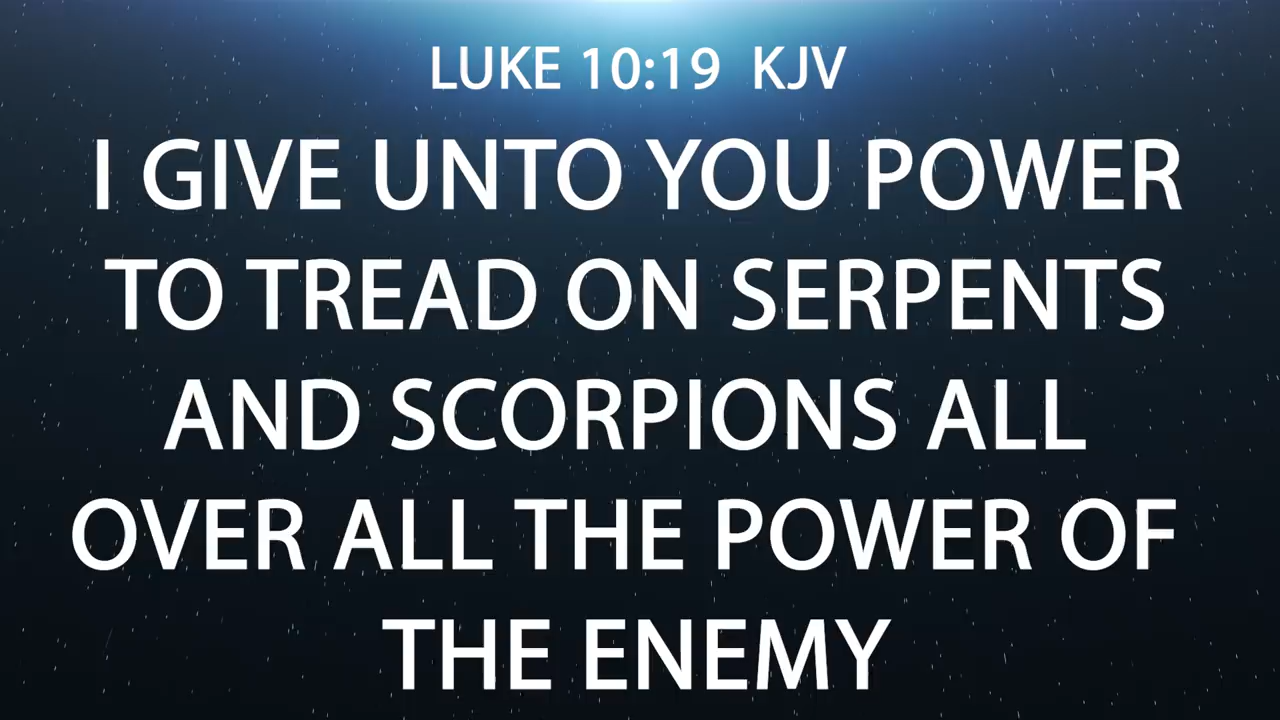 LUKE 10:19 KJV
I GIVE UNTO YOU POWER
TO TREAD ON SERPENTS
AND SCORPIONS ALL
OVER ALL THE POWER OF
THE ENEMY